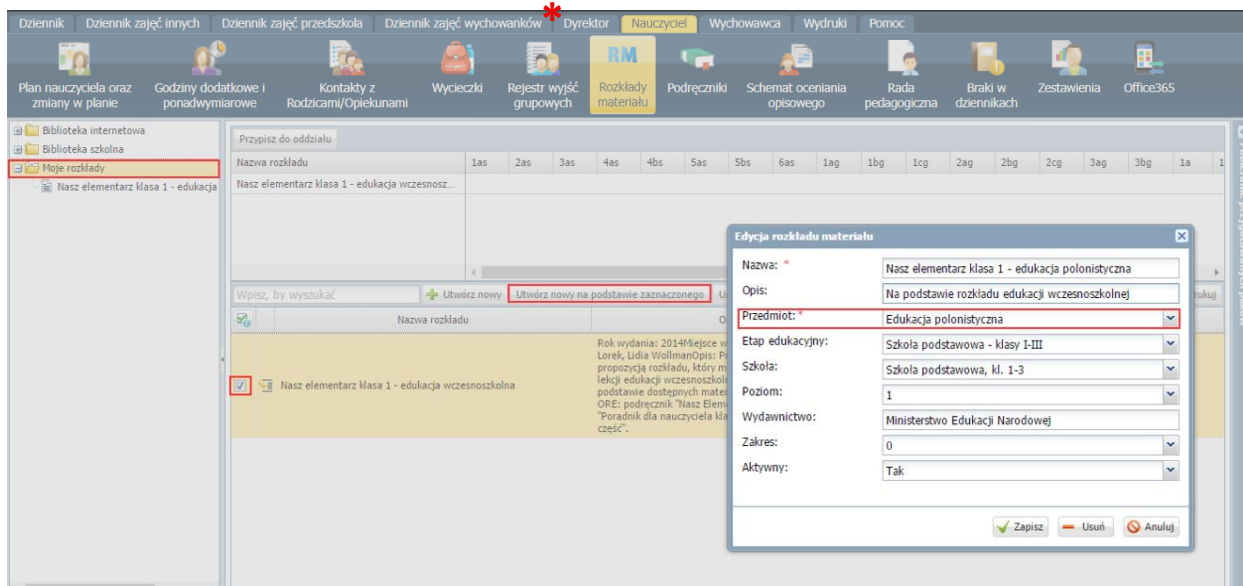 Dziennik Dziennik zajęć innych Dziennik zajęć przedszkola Dziennik zajęć wychowanków * Dyrektor Nauczyciel Wychowawca Wydruki Pomoc
RM
Plan nauczyciela oraz zmiany w planie
Godziny dodatkowe i ponadwymiarowe
Kontakty z Rodzicami/Opiekunami
Wycieczki
Rejestr wyjść grupowych
Rozkłady materiału
Podręczniki
Schemat oceniania opisowego
Rada pedagogiczna
Braki w dziennikach
Zestawienia
Office365
Biblioteka internetowa
Biblioteka szkolna
Moje rozkłady
Nasz elementarz klasa 1 - edukacja
Przypisz do oddziału
Nazwa rozkładu 1as 2as 3as 4as 4bs 5as 5bs 6as 1ag 1bg 1cg 2ag 2bg 2cg 3ag 3bg 1a 1
Nasz elementarz klasa 1 - edukacja wczesnosz...
Wpisz, by wyszukać Utwórz nowy Utwórz nowy na podstawie zaznaczonego
Nazwa rozkładu O
Nasz elementarz klasa 1 - edukacja wczesnoszkolna
Rok wydania: 2014Miejsce w
Lorek, Lidia WollmanOpis: Pr
propozycją rozkładu, który m
lekcji edukacji wczesnoszkoln
podstawie dostępnych mater
ORE: podręcznik "Nasz Elem
"Poradnik dla nauczyciela kla
część".
Edycja rozkładu materiału
Nazwa: * Nasz elementarz klasa 1 - edukacja polonistyczna
Opis: Na podstawie rozkładu edukacji wczesnoszkolnej
Przedmiot: * Edukacja polonistyczna
Etap edukacyjny: Szkoła podstawowa - klasy I-III
Szkoła: Szkoła podstawowa, kl. 1-3
Poziom: 1
Wydawnictwo: Ministerstwo Edukacji Narodowej
Zakres: 0
Aktywny: Tak
Zapisz Usuń Anuluj